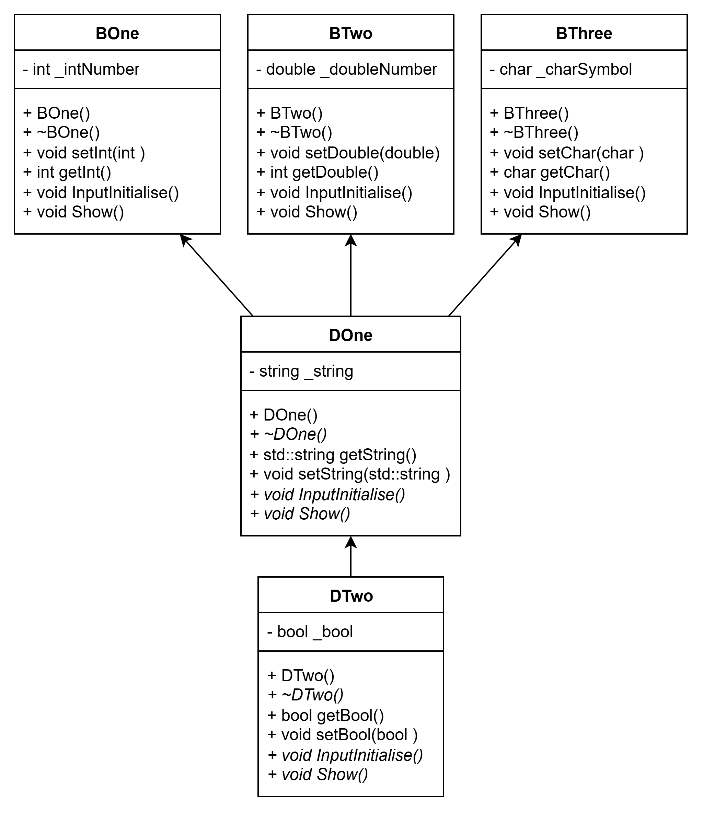 BOne
- int _intNumber
+ BOne()
+ ~BOne()
+ void setInt(int )
+ int getInt()
+ void InputInitialise()
+ void Show()
BTwo
- double _doubleNumber
+ BTwo()
+ ~BTwo()
+ void setDouble(double)
+ int getDouble()
+ void InputInitialise()
+ void Show()
BThree
- char _charSymbol
+ BThree()
+ ~BThree()
+ void setChar(char )
+ char getChar()
+ void InputInitialise()
+ void Show()
DOne
- string _string
+ DOne()
+ ~DOne()
+ std::string getString()
+ void setString(std::string )
+ void InputInitialise()
+ void Show()
DTwo
- bool _bool
+ DTwo()
+ ~DTwo()
+ bool getBool()
+ void setBool(bool )
+ void InputInitialise()
+ void Show()